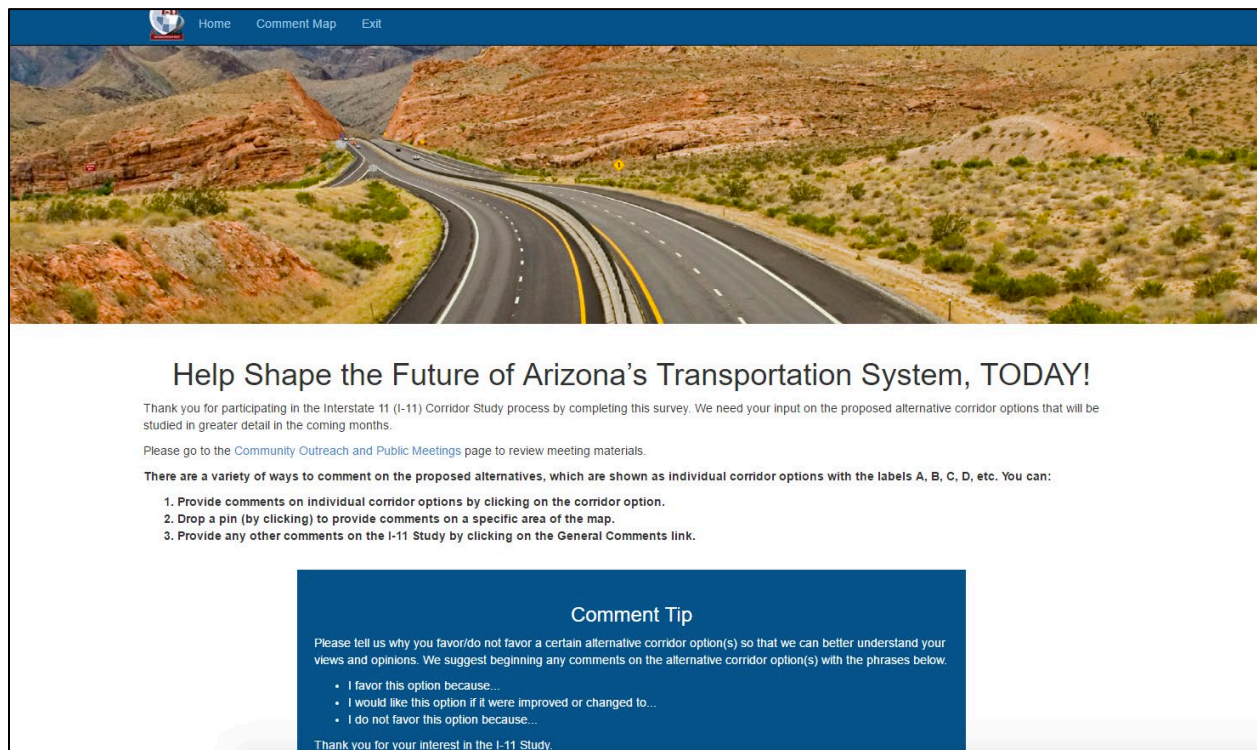 Home Comment Map Exit
Help Shape the Future of Arizona’s Transportation System, TODAY!
Thank you for participating in the Interstate 11 (I-11) Corridor Study process by completing this survey. We need your input on the proposed alternative corridor options that will be
studied in greater detail in the coming months.
Please go to the Community Outreach and Public Meetings page to review meeting materials.
There are a variety of ways to comment on the proposed alternatives, which are shown as individual corridor options with the labels A, B, C, D, etc. You can:
1. Provide comments on individual corridor options by clicking on the corridor option.
2. Drop a pin (by clicking) to provide comments on a specific area of the map.
3. Provide any other comments on the I-11 Study by clicking on the General Comments link.
Comment Tip
Please tell us why you favor/do not favor a certain alternative corridor option(s) so that we can better understand your
views and opinions. We suggest beginning any comments on the alternative corridor option(s) with the phrases below.
• I favor this option because...
• I would like this option if it were improved or changed to...
• I do not favor this option because...
Thank you for your interest in the I-11 Study.